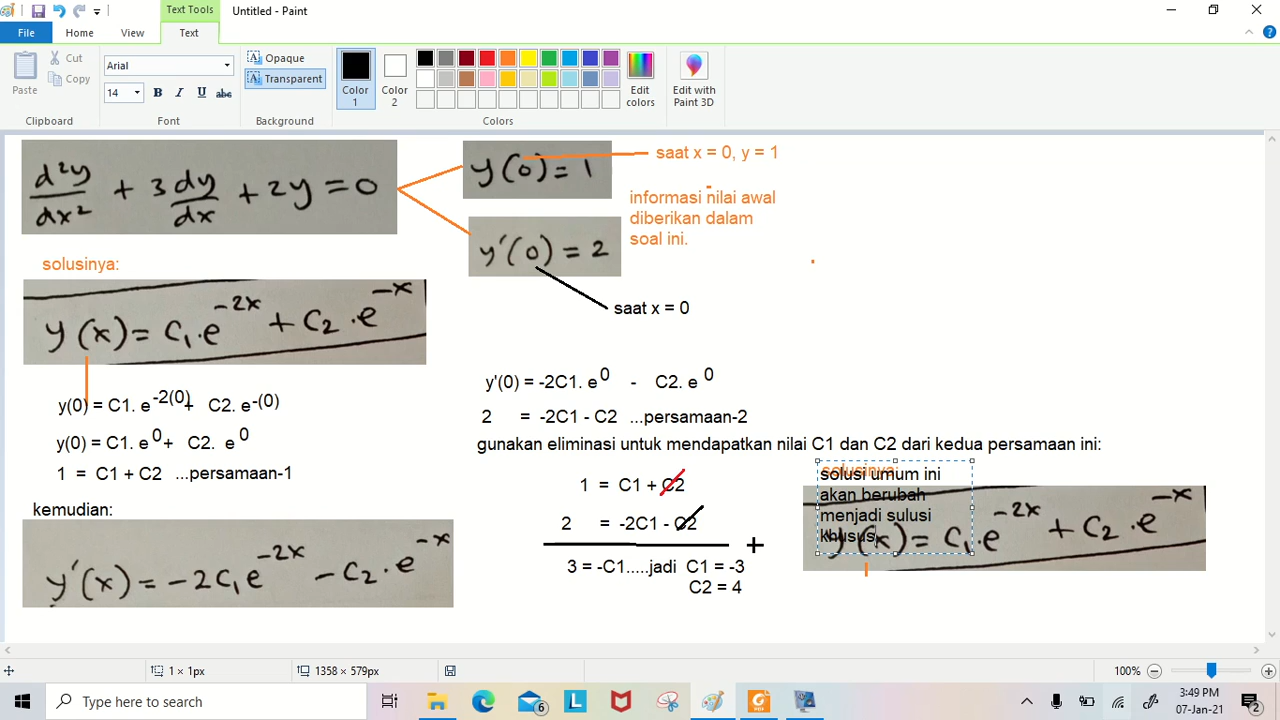 Text Tools
Untitled - Paint
File
Home
View
Text
Paste
Cut
Copy
Clipboard
Arial
14
B I U abc
Font
Opaque
Transparent
Background
Color 1
Color 2
Edit colors
Colors
Edit with Paint 3D
d²y/dx² + 3 dy/dx + 2y = 0
y(0) = 1
saat x = 0, y = 1
informasi nilai awal
diberikan dalam
soal ini.
y'(0) = 2
saat x = 0
solusinya:
y(x) = C₁.e^-2x + C₂.e^-x
y(0) = C1. e^-2(0) + C2. e^-(0)
y(0) = C1. e^0 + C2. e^0
1 = C1 + C2 ...persamaan-1
kemudian:
y'(x) = -2C₁e^-2x - C₂.e^-x
y'(0) = -2C1. e^0 - C2. e^0
2 = -2C1 - C2 ...persamaan-2
gunakan eliminasi untuk mendapatkan nilai C1 dan C2 dari kedua persamaan ini:
1 = C1 + C2
2 = -2C1 - C2
+
3 = -C1.....jadi C1 = -3
C2 = 4
solusinya:
solusi umum ini
akan berubah
menjadi sulusi
khusus
y(x) = C₁.e^-2x + C₂.e^-x
1 × 1px
1358 × 579px
100%
Type here to search
L
6
PDF
3:49 PM
07-Jan-21
2